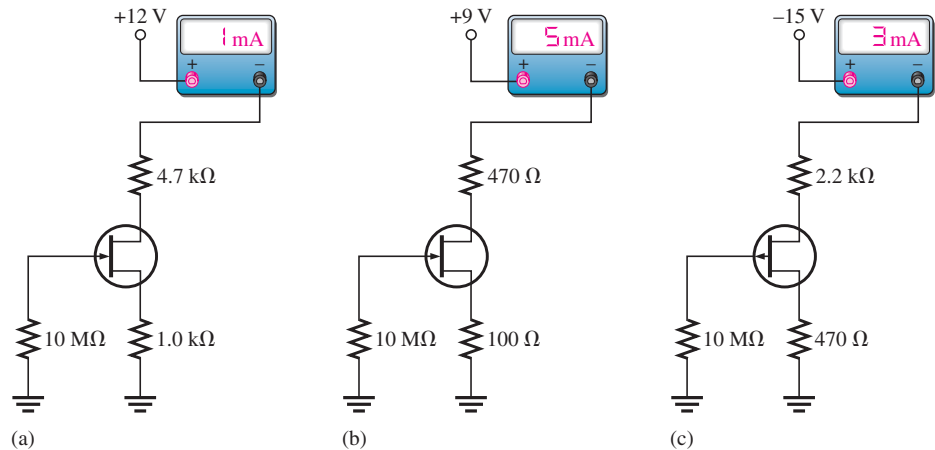 +12 V
1 mA
+ −
4.7 kΩ
10 MΩ
1.0 kΩ
(a)
+9 V
5 mA
+ −
470 Ω
10 MΩ
100 Ω
(b)
–15 V
3 mA
+ −
2.2 kΩ
10 MΩ
470 Ω
(c)